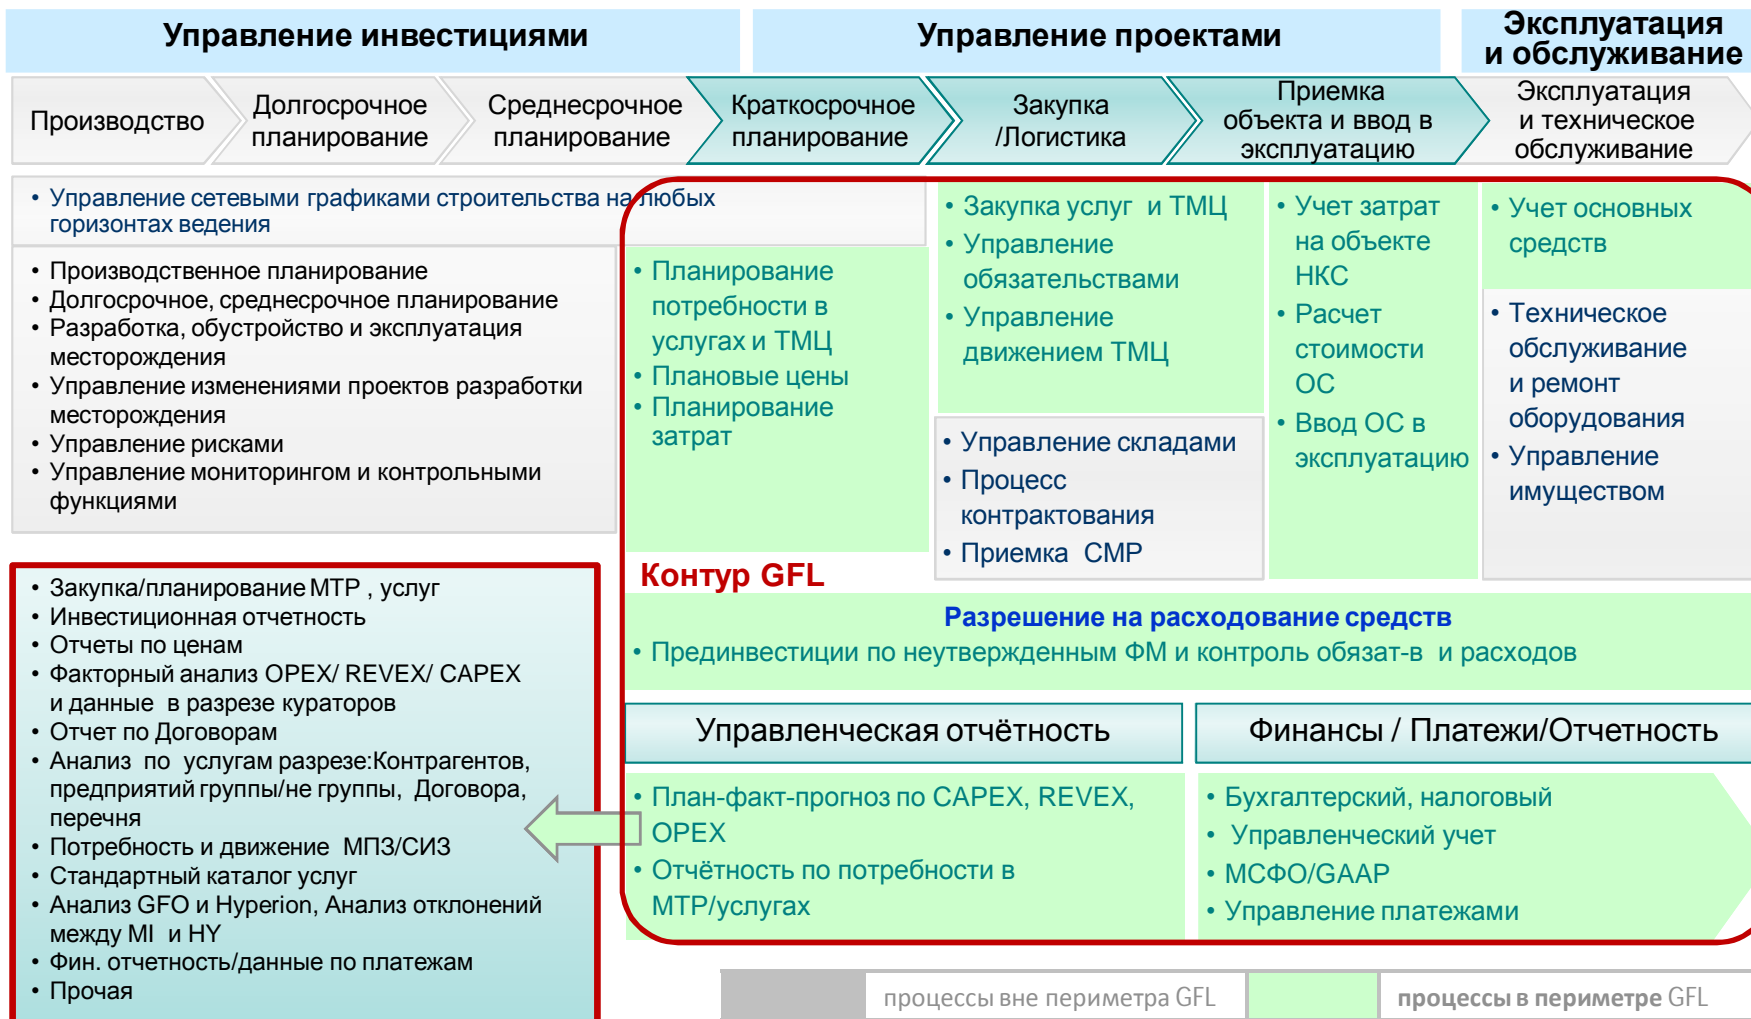 Управление инвестициями
Управление проектами
Эксплуатация
и обслуживание
Производство
Долгосрочное
планирование
Среднесрочное
планирование
Краткосрочное
планирование
Закупка
/Логистика
Приемка
объекта и ввод в
эксплуатацию
Эксплуатация
и техническое
обслуживание
• Управление сетевыми графиками строительства на любых
горизонтах ведения
• Производственное планирование
• Долгосрочное, среднесрочное планирование
• Разработка, обустройство и эксплуатация
месторождения
• Управление изменениями проектов разработки
месторождения
• Управление рисками
• Управление мониторингом и контрольными
функциями
• Планирование
потребности в
услугах и ТМЦ
• Плановые цены
• Планирование
затрат
• Закупка услуг и ТМЦ
• Управление
обязательствами
• Управление
движением ТМЦ
• Управление складами
• Процесс
контрактования
• Приемка СМР
• Учет затрат
на объекте
НКС
• Расчет
стоимости
ОС
• Ввод ОС в
эксплуатацию
• Учет основных
средств
• Техническое
обслуживание
и ремонт
оборудования
• Управление
имуществом
Контур GFL
Разрешение на расходование средств
• Прединвестиции по неутвержденным ФМ и контроль обязат-в и расходов
Управленческая отчётность
Финансы / Платежи/Отчетность
• План-факт-прогноз по CAPEX, REVEX,
OPEX
• Отчётность по потребности в
МТР/услугах
• Бухгалтерский, налоговый
• Управленческий учет
• МСФО/GAAP
• Управление платежами
• Закупка/планирование МТР , услуг
• Инвестиционная отчетность
• Отчеты по ценам
• Факторный анализ OPEX/ REVEX/ CAPEX
и данные в разрезе кураторов
• Отчет по Договорам
• Анализ по услугам разрезе:Контрагентов,
предприятий группы/не группы, Договора,
перечня
• Потребность и движение МПЗ/СИЗ
• Стандартный каталог услуг
• Анализ GFO и Hyperion, Анализ отклонений
между MI и HY
• Фин. отчетность/данные по платежам
• Прочая
процессы вне периметра GFL
процессы в периметре GFL